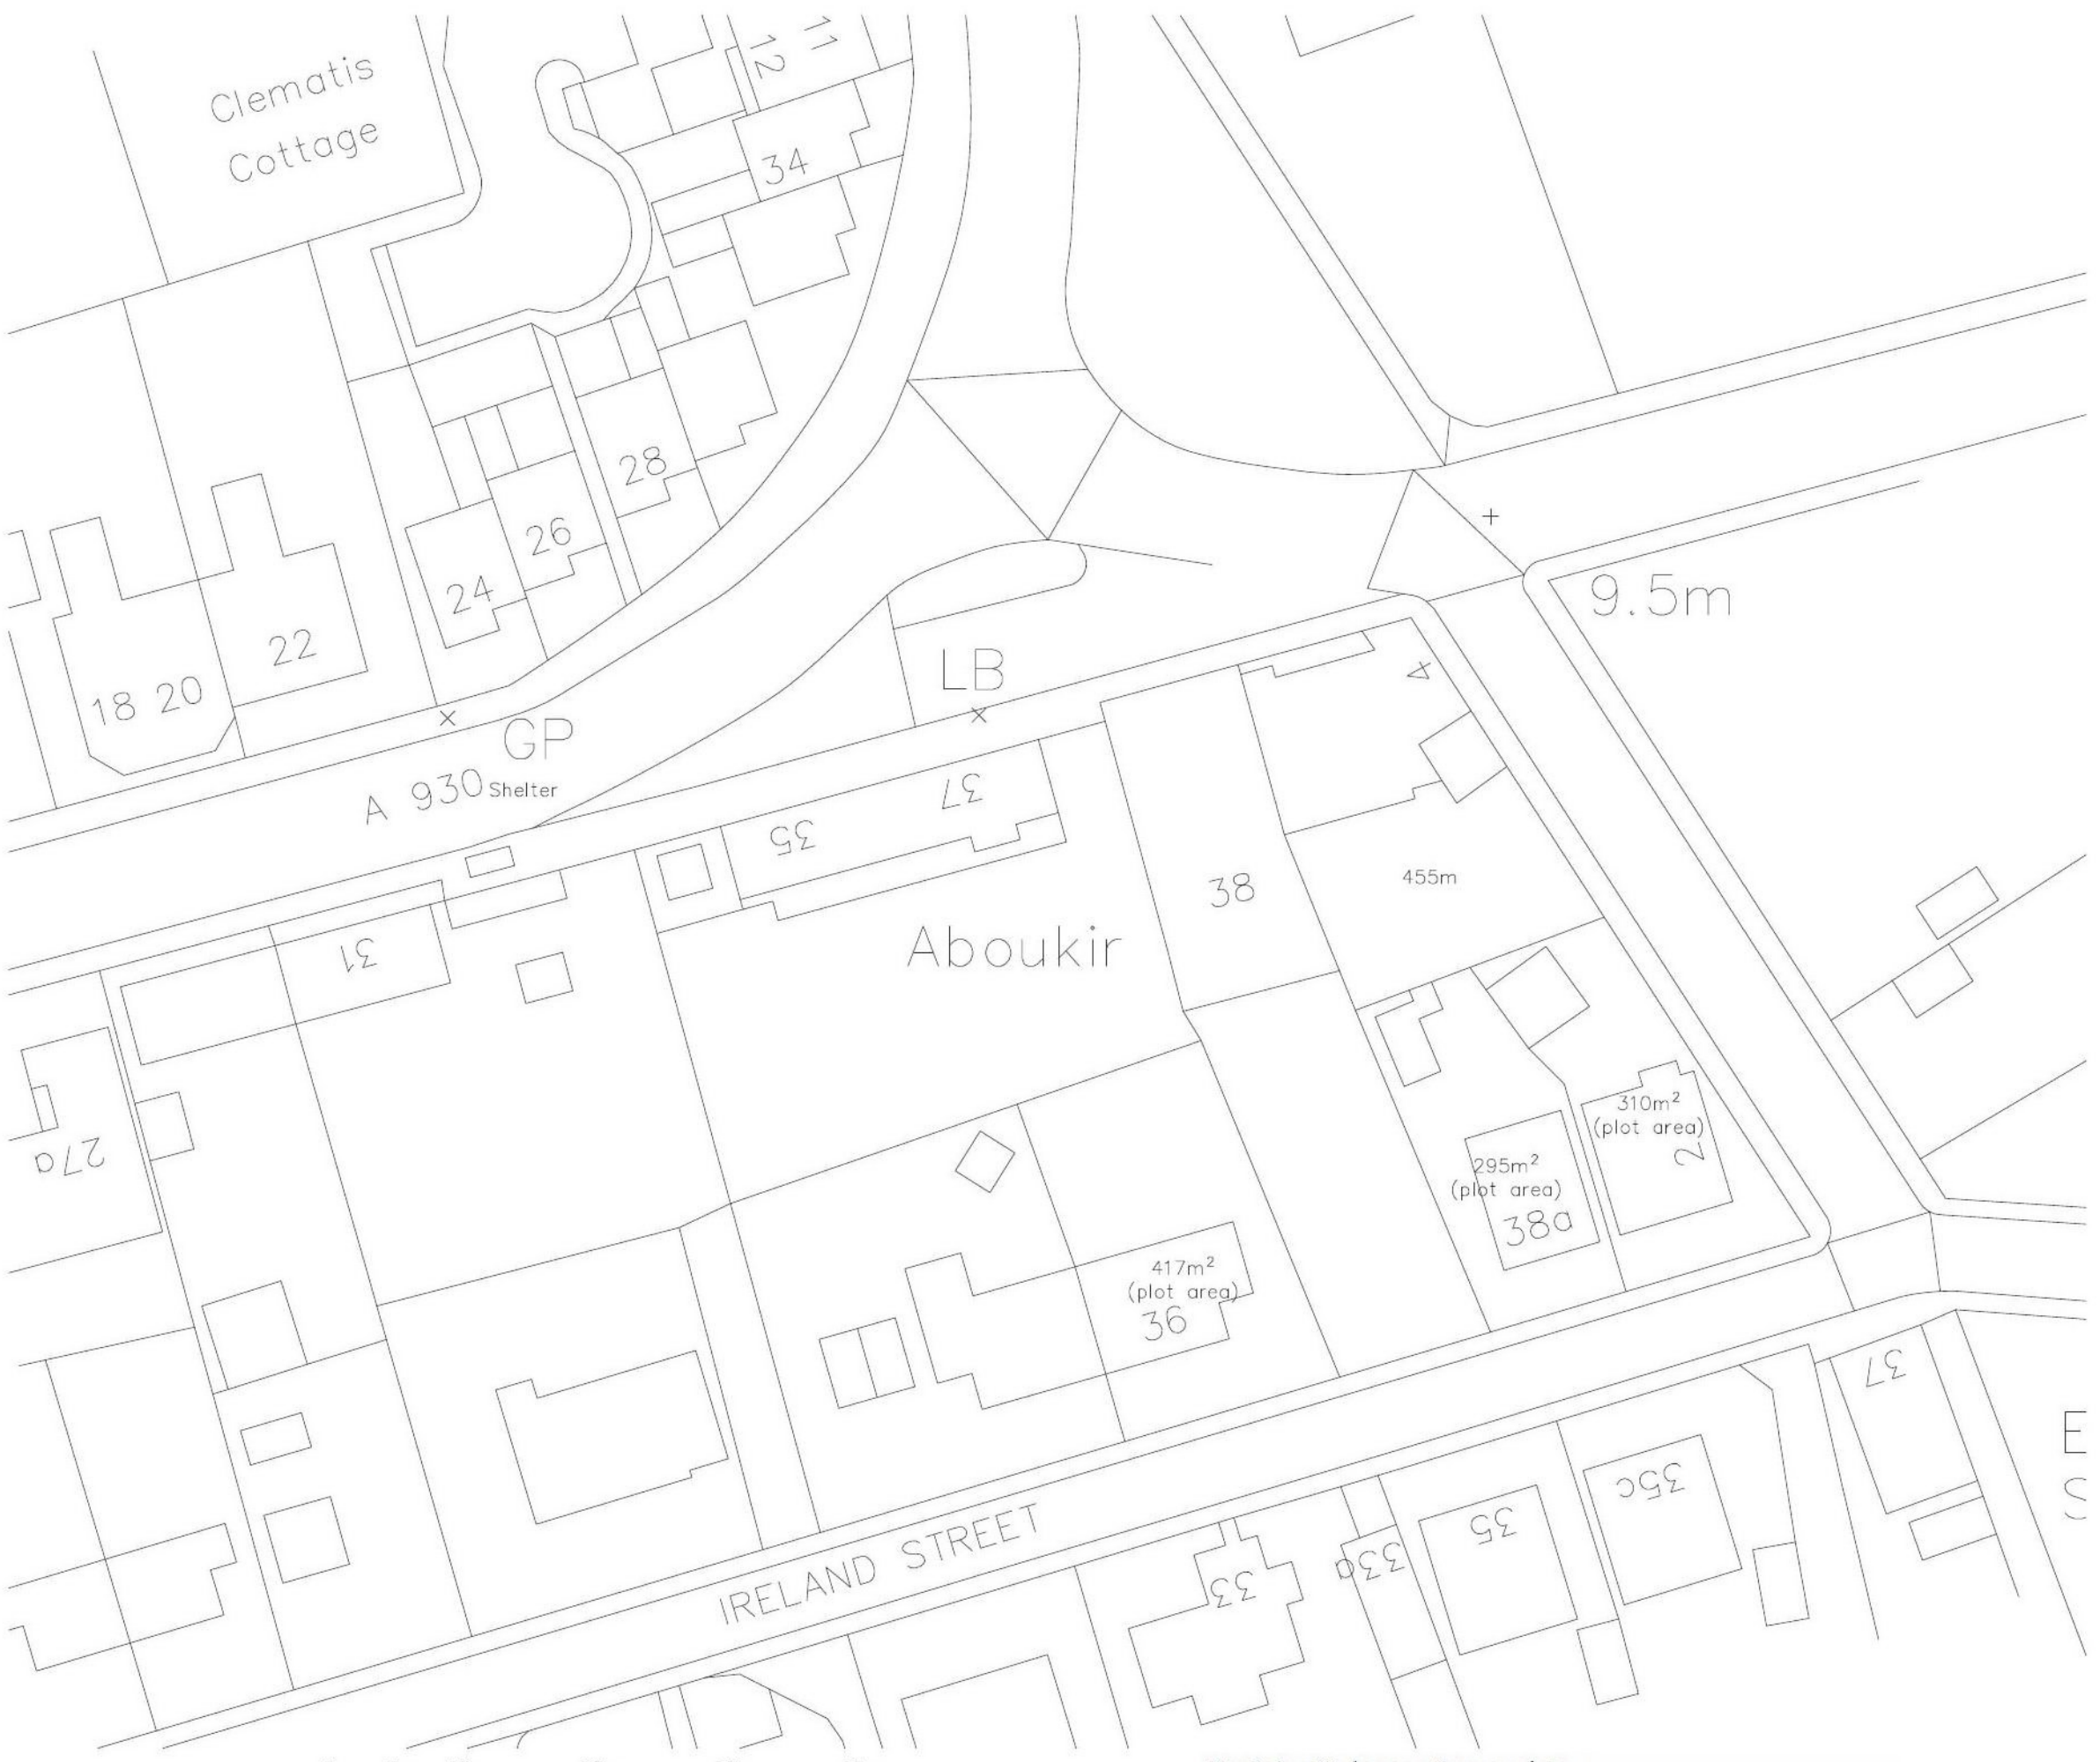 Clematis
Cottage
11
12
34
28
26
24
22
18 20
9.5m
LB
GP
A 930
Shelter
4
37
35
38
455m
31
Aboukir
27a
310m²
(plot area)
2
295m²
(plot area)
38a
417m²
(plot area)
36
37
35c
35
33a
33
IRELAND STREET
E
S